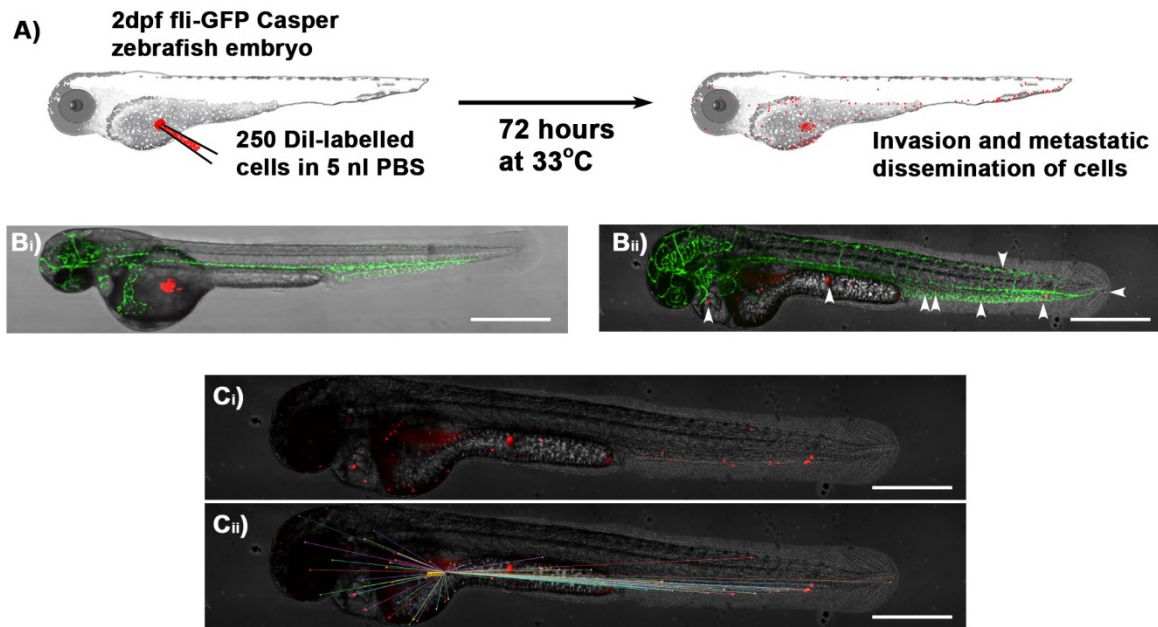 A)
2dpf fli-GFP Casper
zebrafish embryo
250 DiI-labelled
cells in 5 nl PBS
72 hours
at 33°C
Invasion and metastatic
dissemination of cells
Bi)
Bii)
Ci)
Cii)